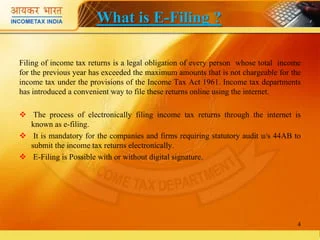 आयकर भारत
INCOMETAX INDIA
What is E-Filing ?
Filing of income tax returns is a legal obligation of every person whose total income
for the previous year has exceeded the maximum amounts that is not chargeable for the
income tax under the provisions of the Income Tax Act 1961. Income tax departments
has introduced a convenient way to file these returns online using the internet.
❖ The process of electronically filing income tax returns through the internet is
known as e-filing.
❖ It is mandatory for the companies and firms requiring statutory audit u/s 44AB to
submit the income tax returns electronically.
❖ E-Filing is Possible with or without digital signature.
INCOME TAX DEPARTMENT
4